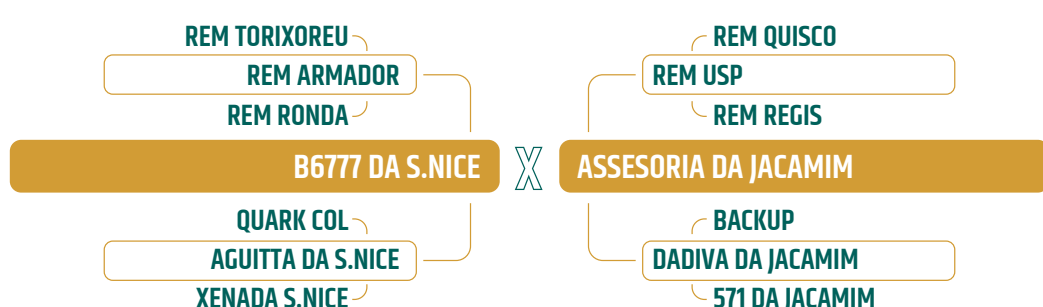 REM TORIXOREU
REM ARMADOR
REM RONDA
B6777 DA S.NICE
QUARK COL
AGUITTA DA S.NICE
XENADA S.NICE
X
REM QUISCO
REM USP
REM REGIS
ASSESORIA DA JACAMIM
BACKUP
DADIVA DA JACAMIM
571 DA JACAMIM